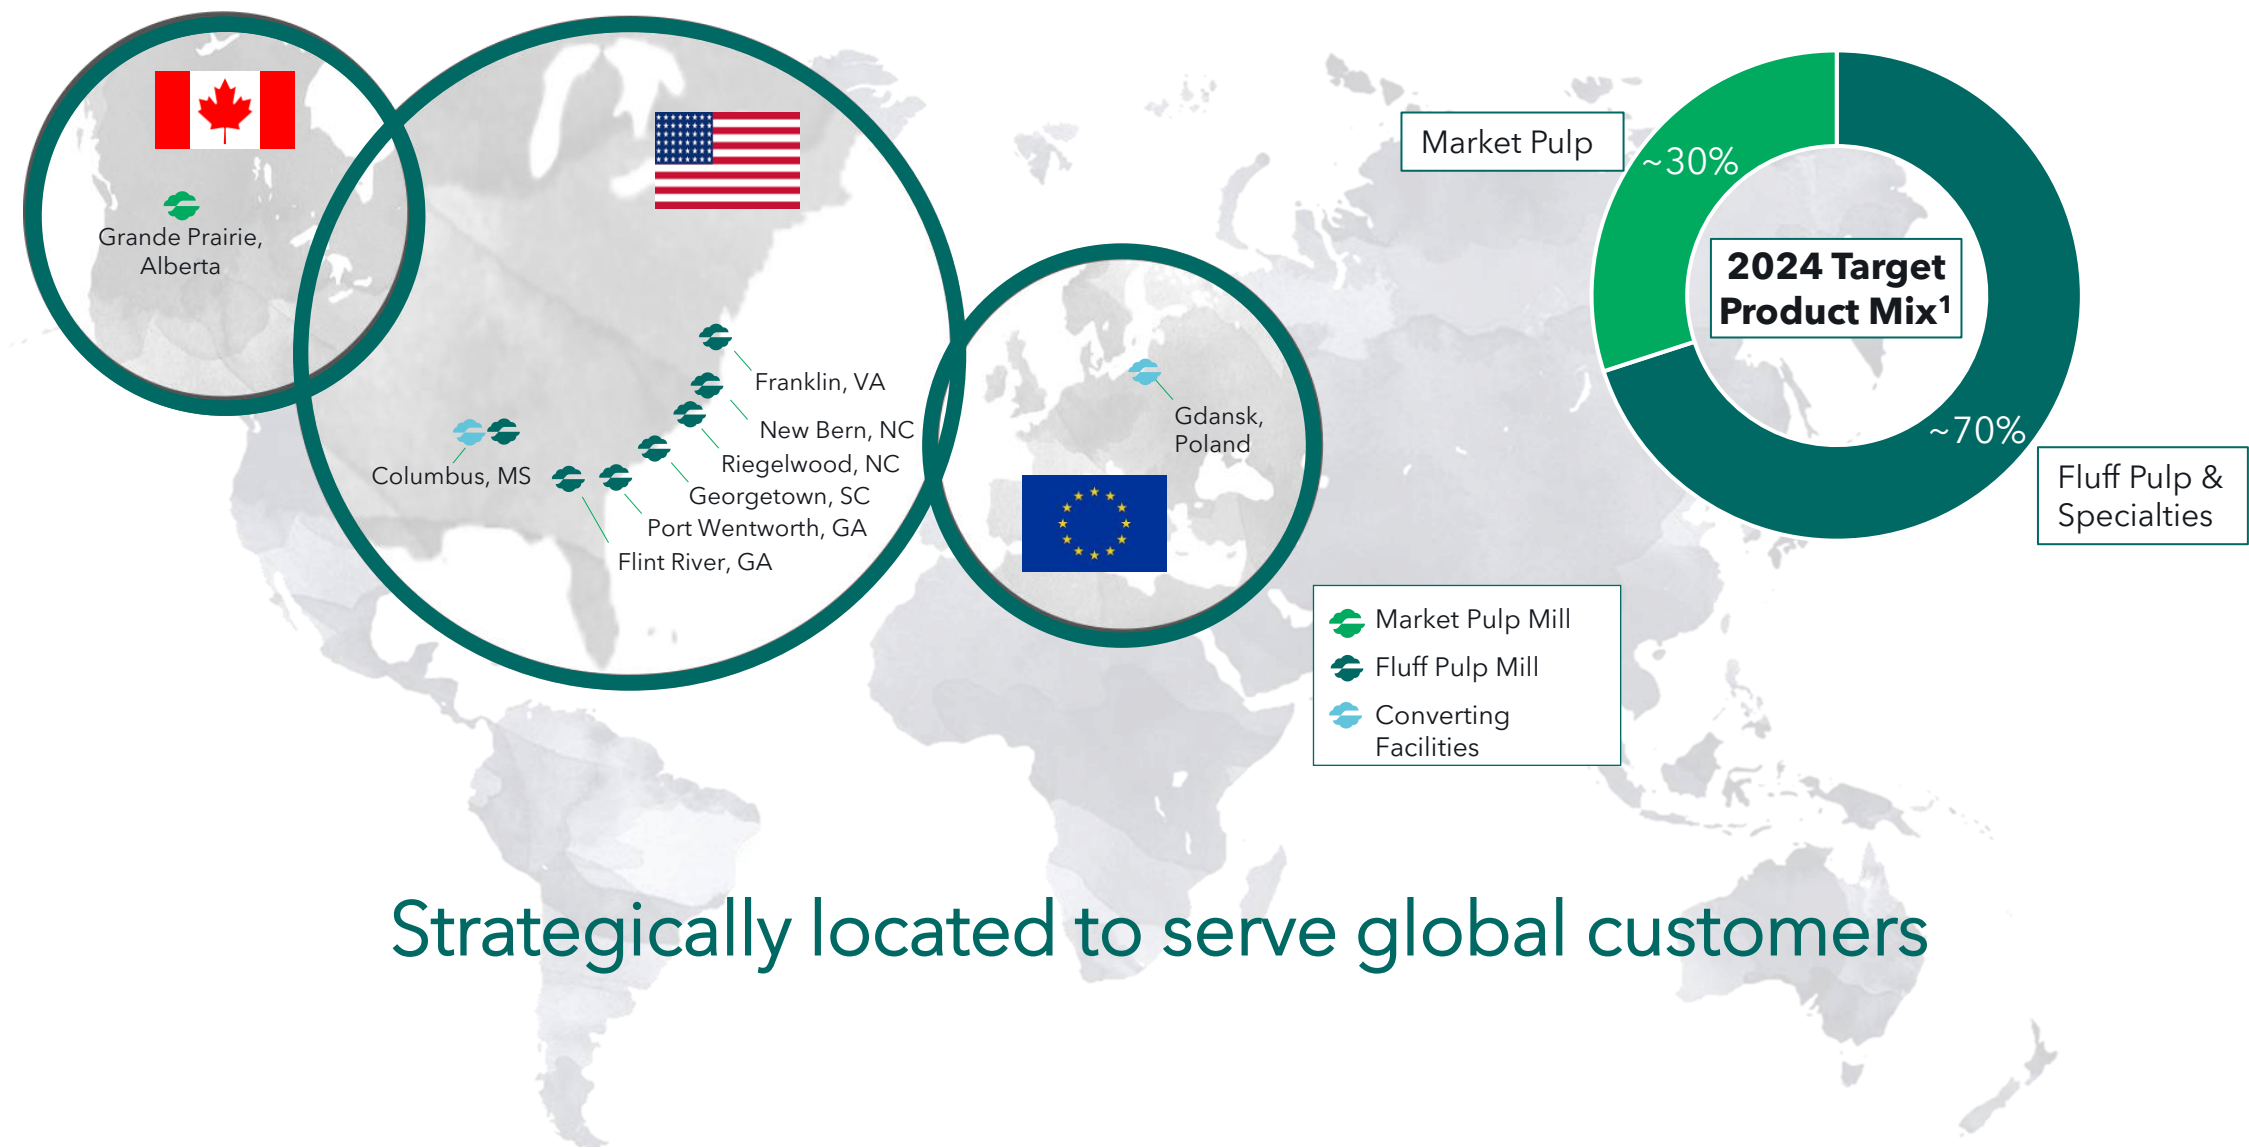 Grande Prairie,
Alberta
Franklin, VA
New Bern, NC
Riegelwood, NC
Georgetown, SC
Port Wentworth, GA
Flint River, GA
Columbus, MS
Gdansk,
Poland
Market Pulp
~30%
2024 Target
Product Mix¹
~70%
Fluff Pulp &
Specialties
Market Pulp Mill
Fluff Pulp Mill
Converting
Facilities
Strategically located to serve global customers